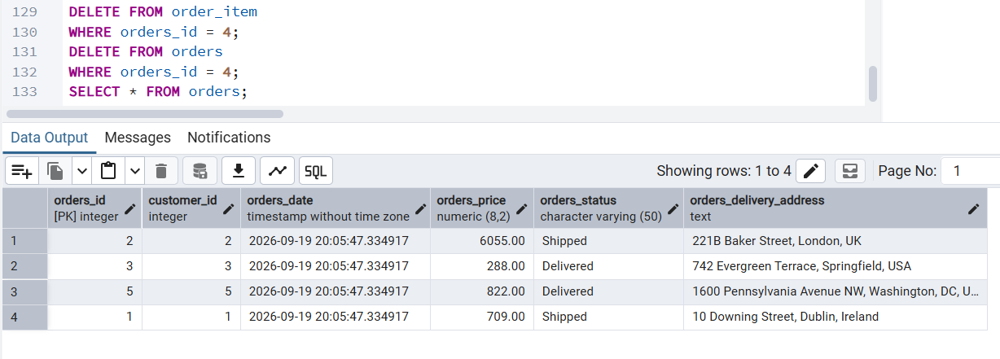 129 DELETE FROM order_item
130 WHERE orders_id = 4;
131 DELETE FROM orders
132 WHERE orders_id = 4;
133 SELECT * FROM orders;
Data Output Messages Notifications
SQL Showing rows: 1 to 4 Page No: 1
orders_id customer_id orders_date orders_price orders_status orders_delivery_address
[PK] integer integer timestamp without time zone numeric (8,2) character varying (50) text
1 2 2 2026-09-19 20:05:47.334917 6055.00 Shipped 221B Baker Street, London, UK
2 3 3 2026-09-19 20:05:47.334917 288.00 Delivered 742 Evergreen Terrace, Springfield, USA
3 5 5 2026-09-19 20:05:47.334917 822.00 Delivered 1600 Pennsylvania Avenue NW, Washington, DC, U...
4 1 1 2026-09-19 20:05:47.334917 709.00 Shipped 10 Downing Street, Dublin, Ireland